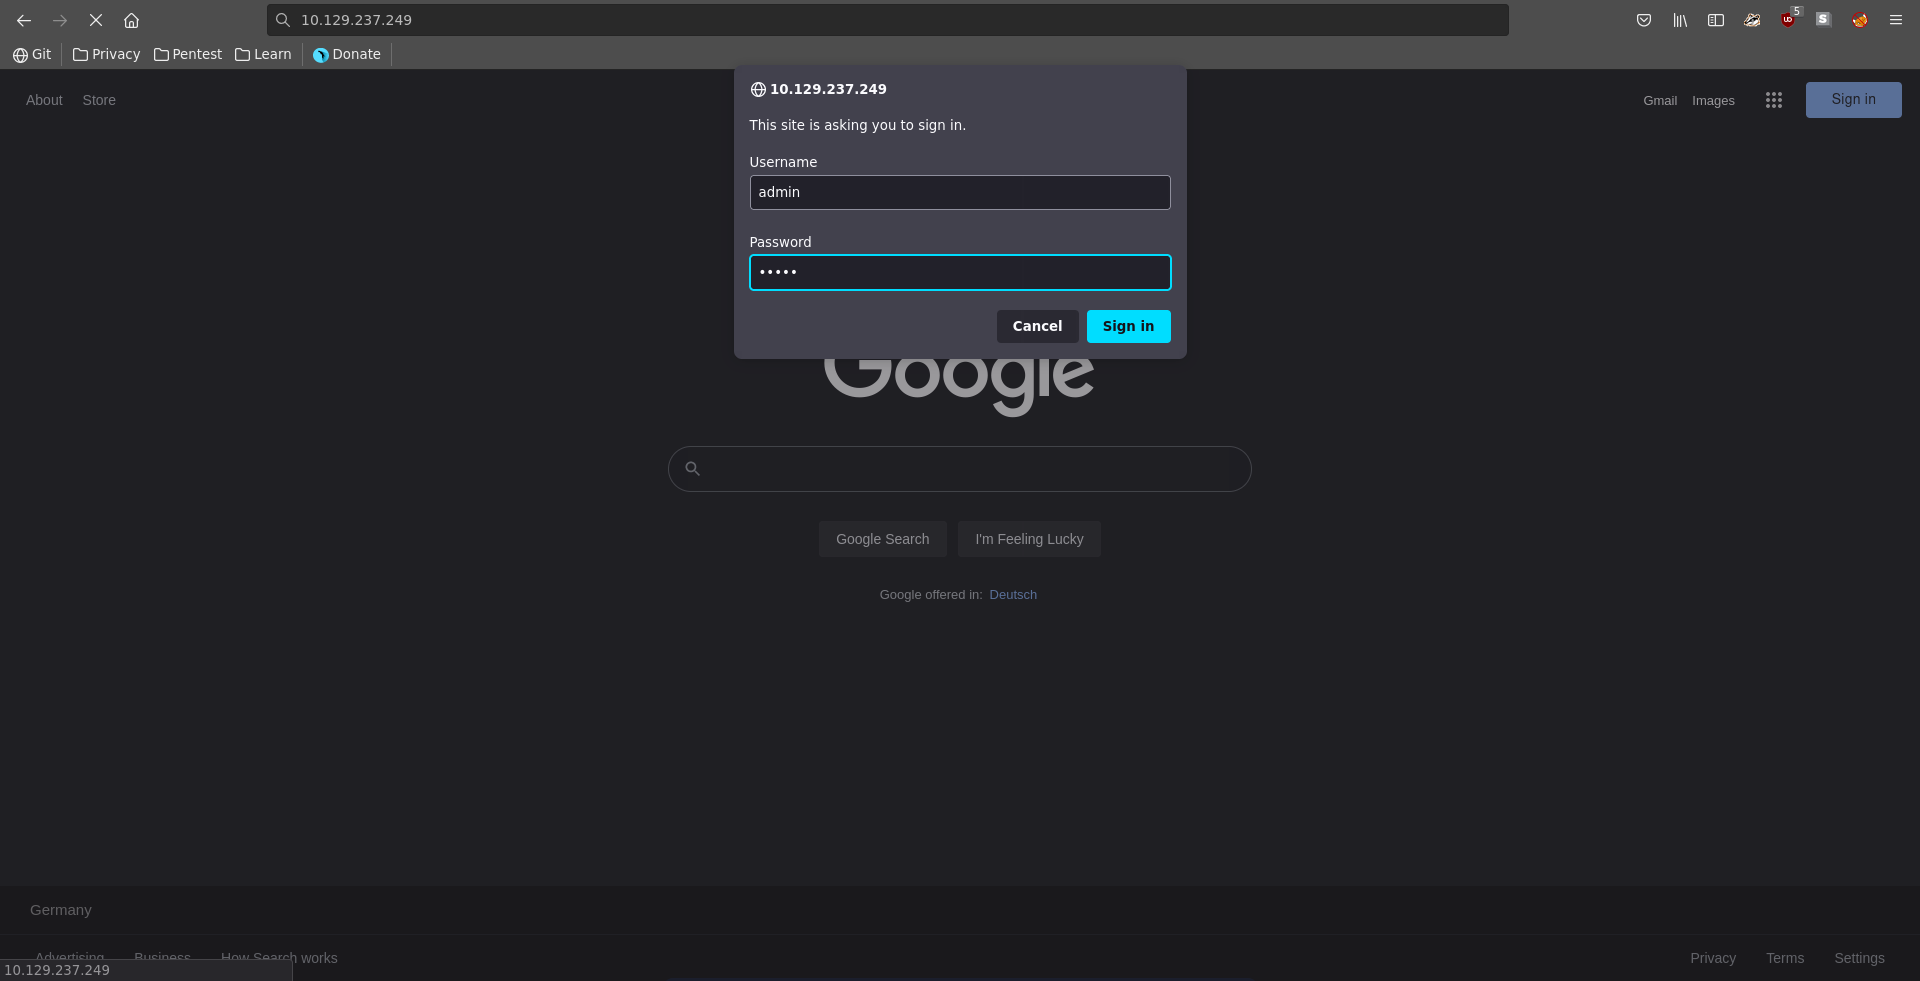 10.129.237.249
5
Git Privacy Pentest Learn Donate
About Store
Gmail Images Sign in
10.129.237.249
This site is asking you to sign in.
Username
admin
Password
•••••
Cancel Sign in
Google
Google Search I'm Feeling Lucky
Google offered in: Deutsch
Germany
Advertising Business How Search works
Privacy Terms Settings
10.129.237.249